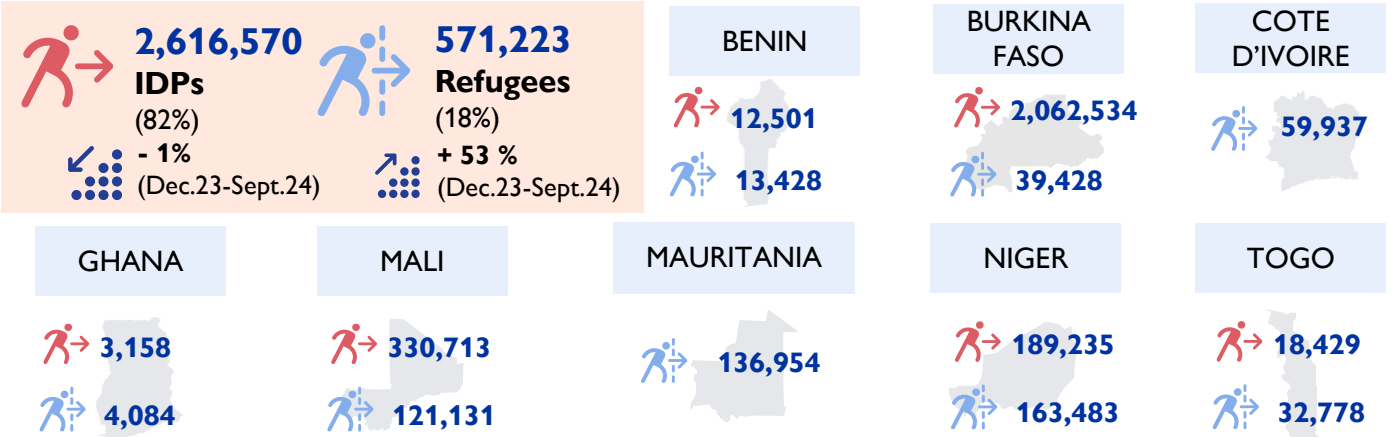 2,616,570
IDPs
(82%)
- 1%
(Dec.23-Sept.24)
571,223
Refugees
(18%)
+ 53 %
(Dec.23-Sept.24)
BENIN
12,501
13,428
BURKINA
FASO
2,062,534
39,428
COTE
D'IVOIRE
59,937
GHANA
3,158
4,084
MALI
330,713
121,131
MAURITANIA
136,954
NIGER
189,235
163,483
TOGO
18,429
32,778